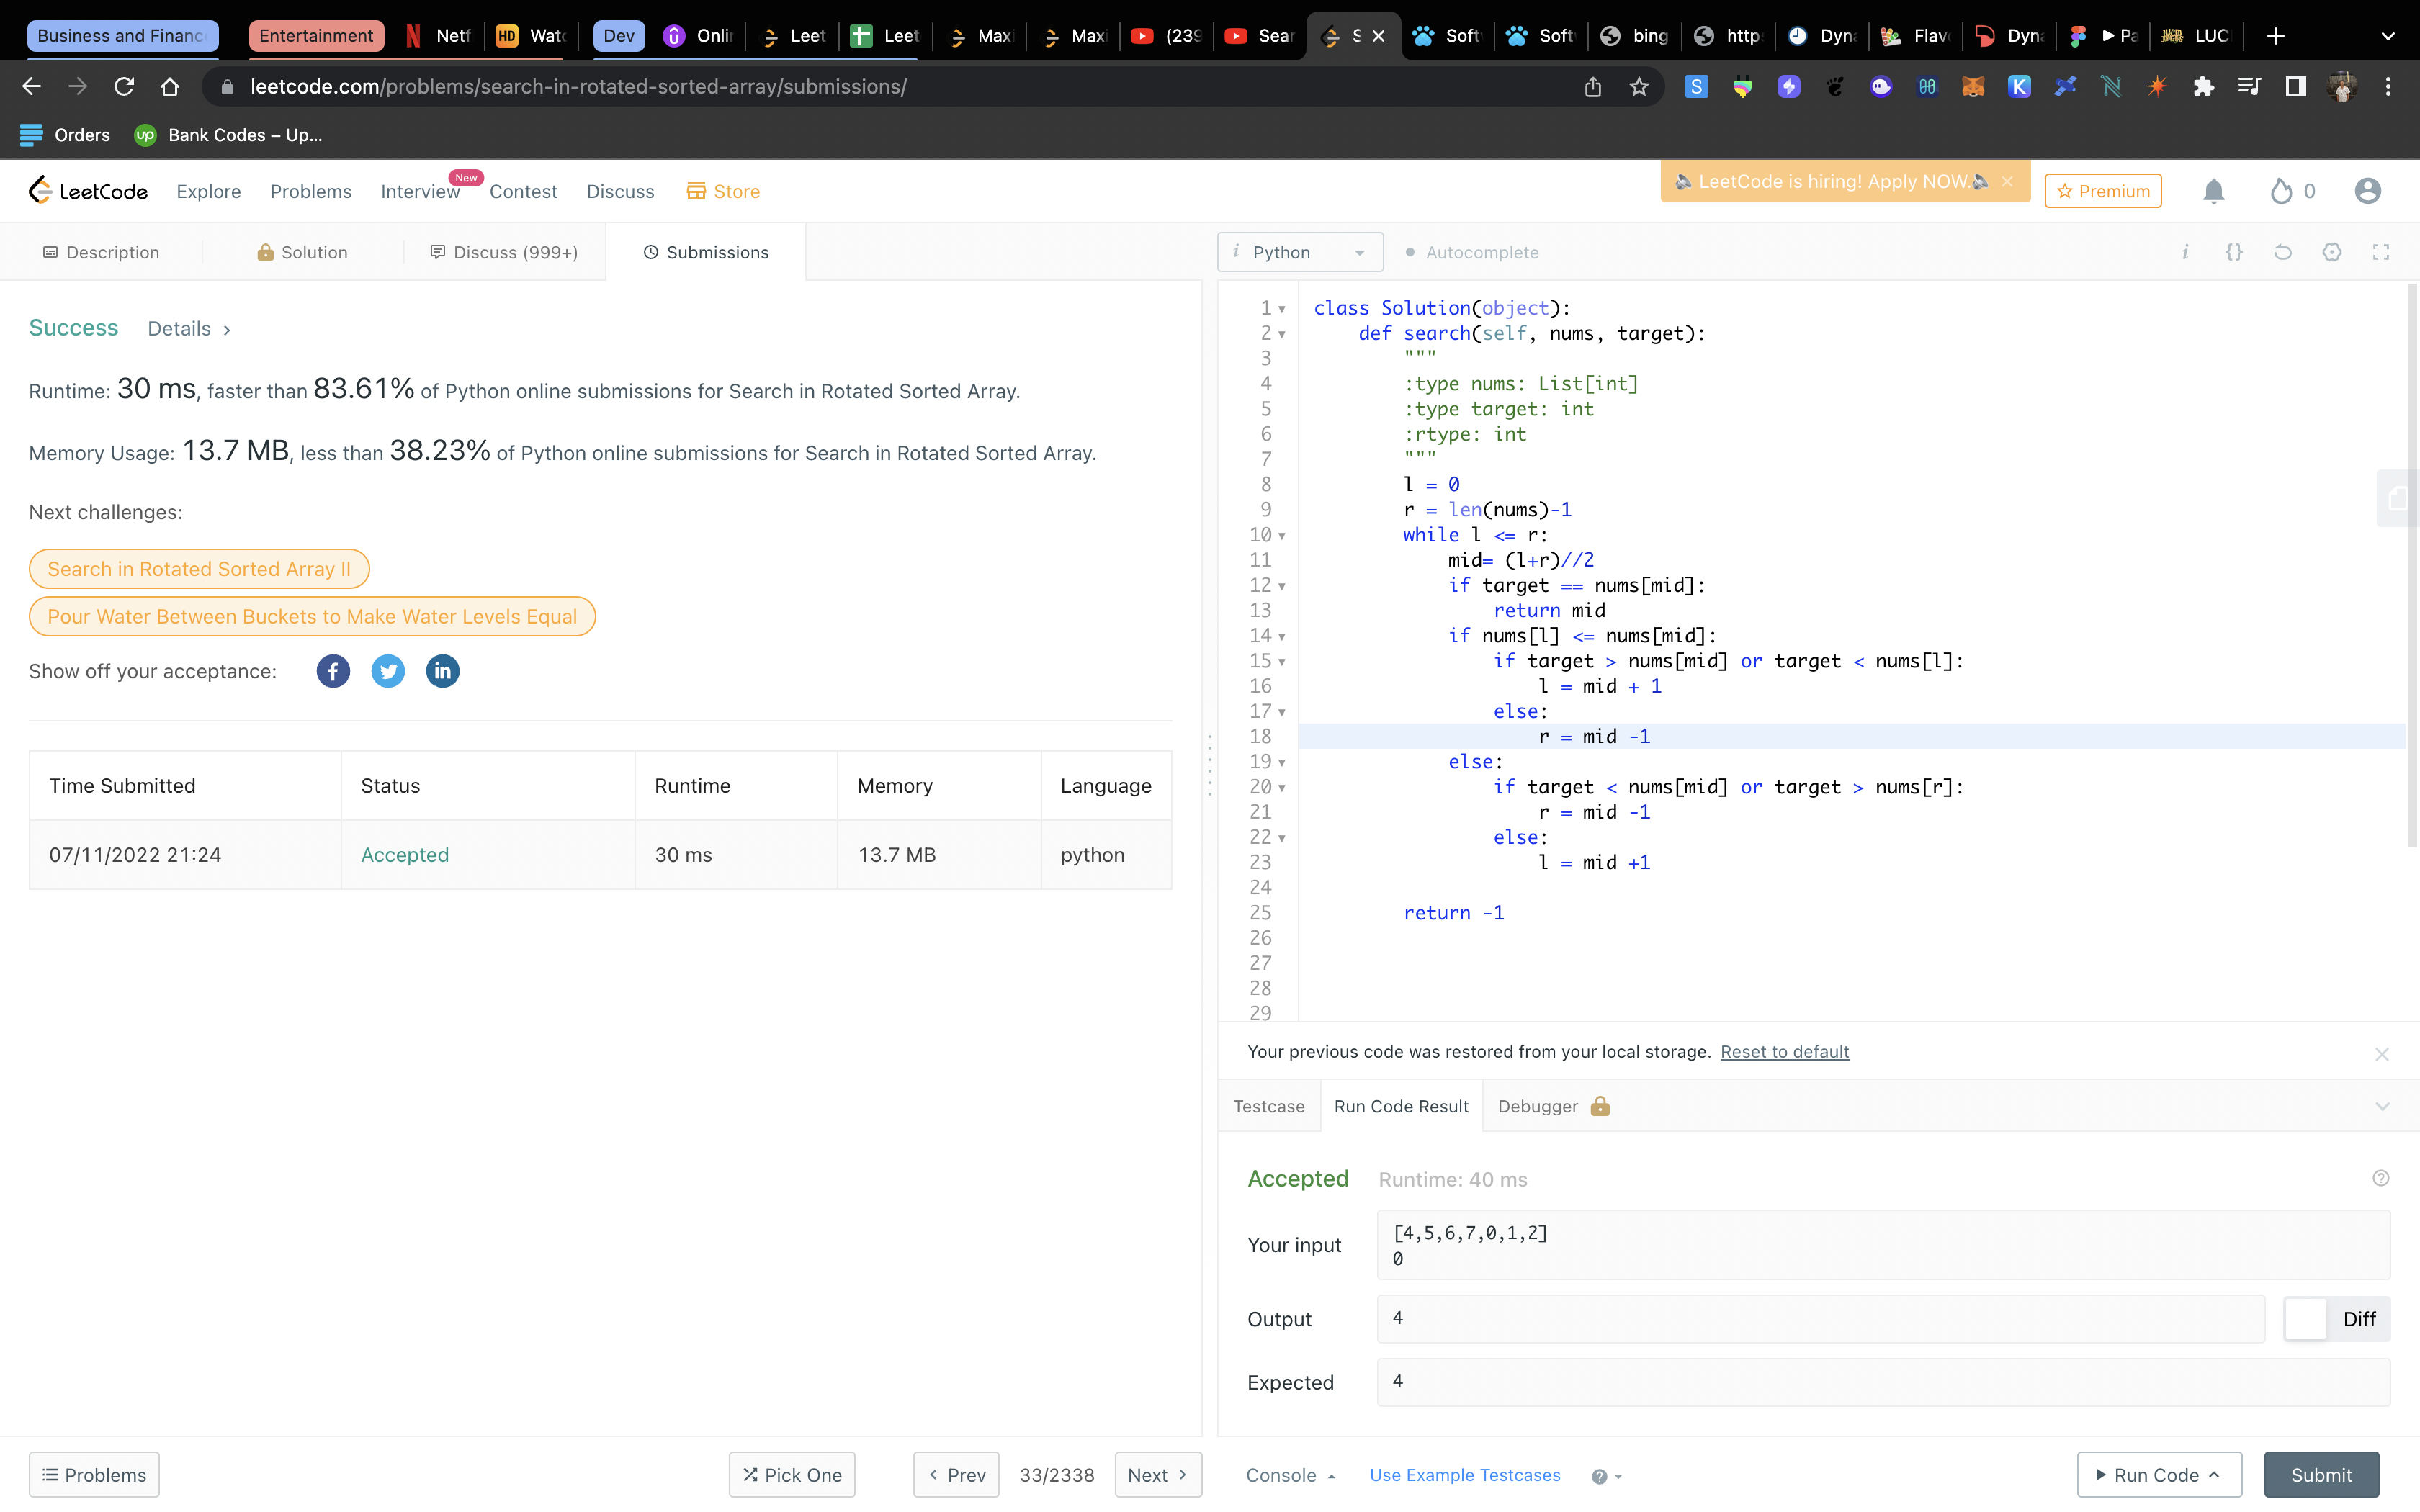 Business and Financ
Entertainment
Netf
HD Wat
Dev
Onli
Leet
Leet
Maxi
Maxi
(239
Sear
S
Soft
Soft
bing
http
Dyna
Flav
Dyna
Pa
LUC
leetcode.com/problems/search-in-rotated-sorted-array/submissions/
Orders
up Bank Codes – Up...
LeetCode
Explore
Problems
Interview New
Contest
Discuss
Store
LeetCode is hiring! Apply NOW.
Premium
0
Description
Solution
Discuss (999+)
Submissions
i Python
Autocomplete
i {}
Success Details >
Runtime: 30 ms, faster than 83.61% of Python online submissions for Search in Rotated Sorted Array.
Memory Usage: 13.7 MB, less than 38.23% of Python online submissions for Search in Rotated Sorted Array.
Next challenges:
Search in Rotated Sorted Array II
Pour Water Between Buckets to Make Water Levels Equal
Show off your acceptance:
Time Submitted Status Runtime Memory Language
07/11/2022 21:24 Accepted 30 ms 13.7 MB python
1 class Solution(object):
2     def search(self, nums, target):
3         """
4         :type nums: List[int]
5         :type target: int
6         :rtype: int
7         """
8         l = 0
9         r = len(nums)-1
10         while l <= r:
11             mid= (l+r)//2
12             if target == nums[mid]:
13                 return mid
14             if nums[l] <= nums[mid]:
15                 if target > nums[mid] or target < nums[l]:
16                     l = mid + 1
17                 else:
18                     r = mid -1
19             else:
20                 if target < nums[mid] or target > nums[r]:
21                     r = mid -1
22                 else:
23                     l = mid +1
24
25         return -1
26
27
28
29
Your previous code was restored from your local storage. Reset to default
Testcase
Run Code Result
Debugger
Accepted Runtime: 40 ms
Your input
[4,5,6,7,0,1,2]
0
Output 4
Diff
Expected 4
Problems
Pick One
< Prev
33/2338
Next >
Console
Use Example Testcases
Run Code
Submit